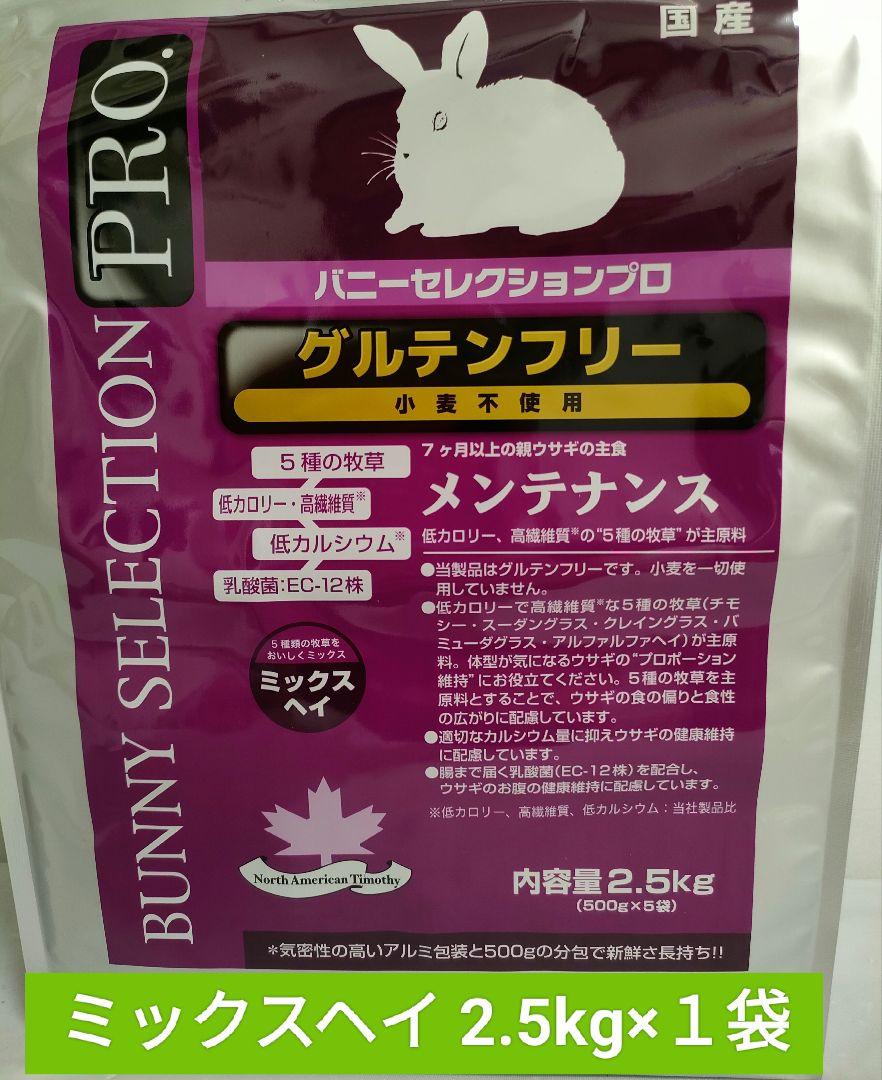 国産
BUNNY SELECTION PRO.
バニーセレクションプロ
グルテンフリー
小麦不使用
5種の牧草
低カロリー・高繊維質※
低カルシウム※
乳酸菌:EC-12株
5種類の牧草を
おいしくミックス
ミックス
ヘイ
7ヶ月以上の親ウサギの主食
メンテナンス
低カロリー、高繊維質※の"5種の牧草"が主原料
●当製品はグルテンフリーです。小麦を一切使
用していません。
●低カロリーで高繊維質※な5種の牧草(チモ
シー・スーダングラス・クレイングラス・バ
ミューダグラス・アルファルファヘイ)が主原
料。体型が気になるウサギの"プロポーション
維持"にお役立てください。5種の牧草を主
原料とすることで、ウサギの食の偏りと食性
の広がりに配慮しています。
●適切なカルシウム量に抑えウサギの健康維持
に配慮しています。
●腸まで届く乳酸菌(EC-12株)を配合し、
ウサギのお腹の健康維持に配慮しています。
※低カロリー、高繊維質、低カルシウム:当社製品比
North American Timothy
内容量2.5kg
(500g×5袋)
*気密性の高いアルミ包装と500gの分包で新鮮さ長持ち!!
ミックスヘイ 2.5kg×1袋